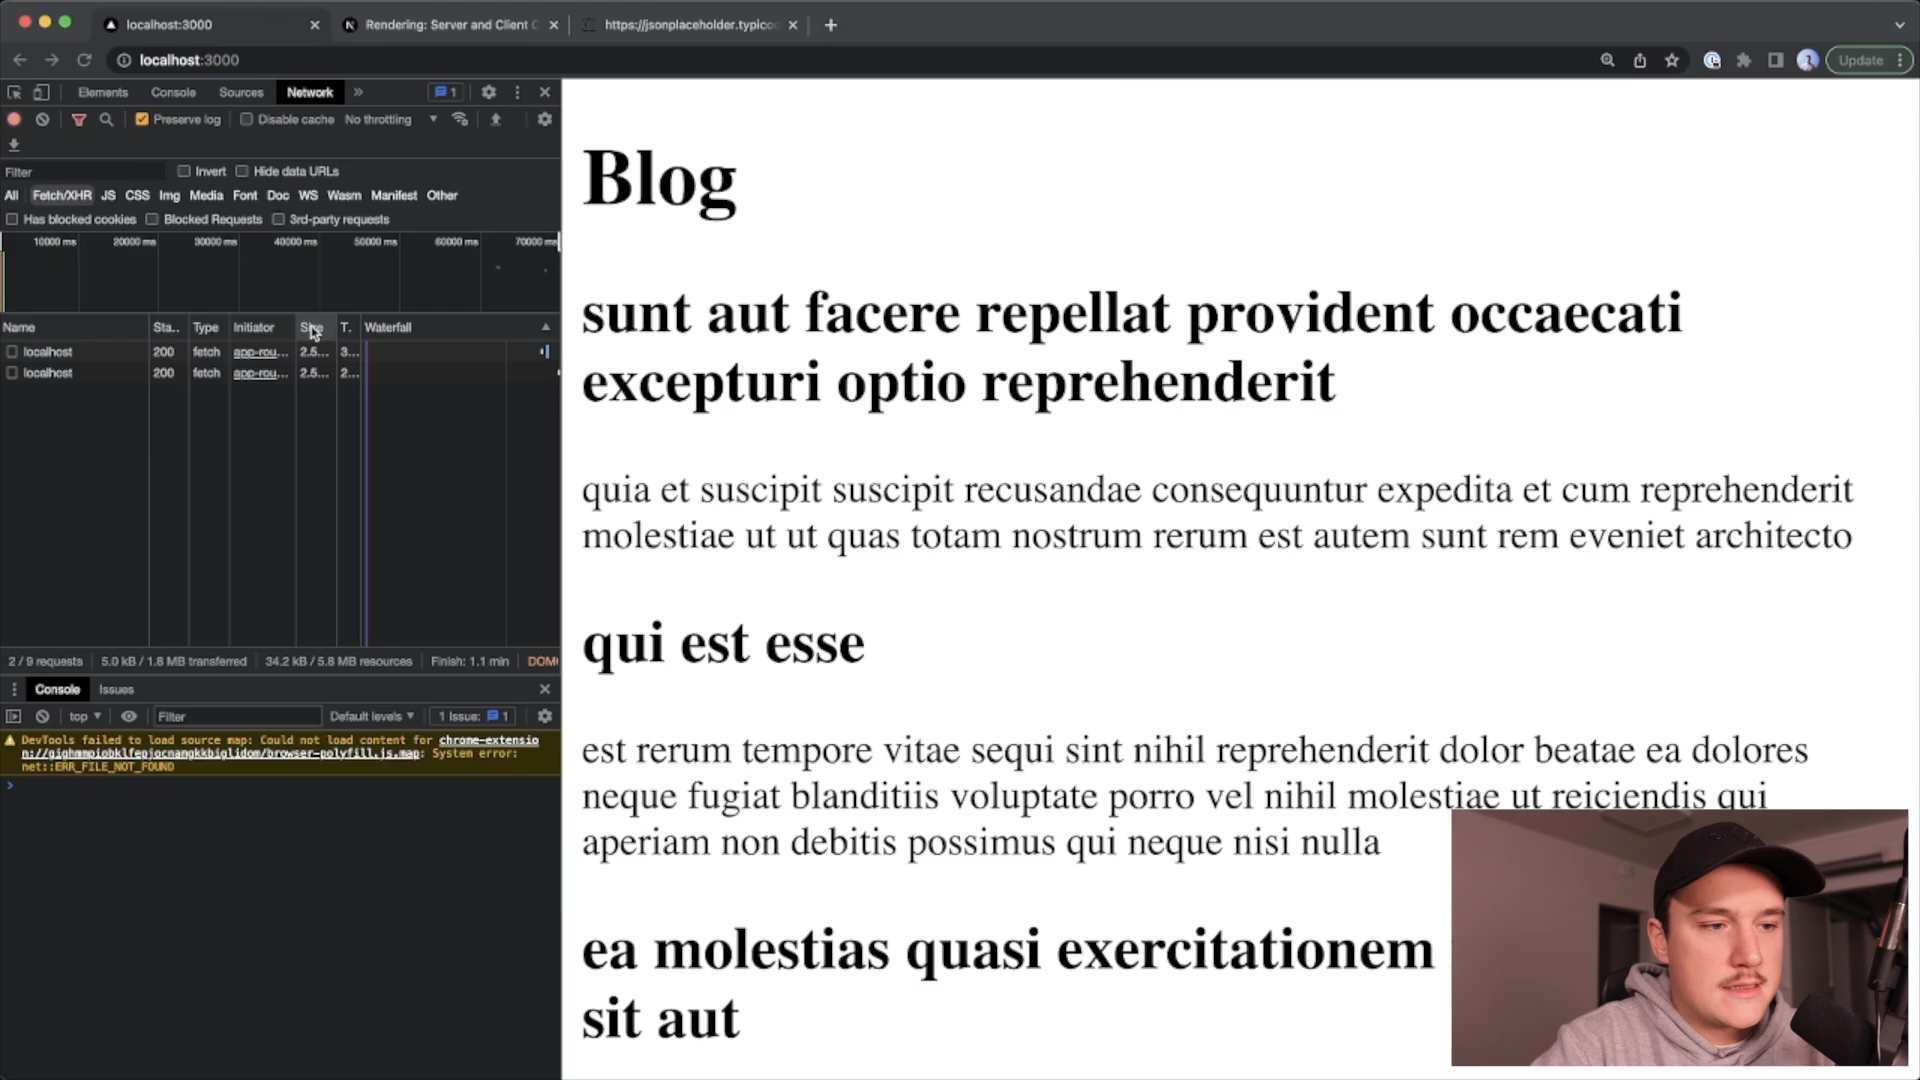 localhost:3000
Rendering: Server and Client C
https://jsonplaceholder.typico
localhost:3000
Update
Elements Console Sources Network » 1
Preserve log Disable cache No throttling
Filter Invert Hide data URLs
All Fetch/XHR JS CSS Img Media Font Doc WS Wasm Manifest Other
Has blocked cookies Blocked Requests 3rd-party requests
10000 ms 20000 ms 30000 ms 40000 ms 50000 ms 60000 ms 70000 ms
Name Sta.. Type Initiator Size T. Waterfall
localhost 200 fetch app-rou... 2.5... 3...
localhost 200 fetch app-rou... 2.5... 2...
2 / 9 requests 5.0 kB / 1.8 MB transferred 34.2 kB / 5.8 MB resources Finish: 1.1 min
Console Issues
top Filter Default levels 1 Issue: 1
DevTools failed to load source map: Could not load content for chrome-extensio
n://gighmmpiobklfepjocnamgkkbiglidom/browser-polyfill.js.map: System error:
net::ERR_FILE_NOT_FOUND
Blog
sunt aut facere repellat provident occaecati
excepturi optio reprehenderit
quia et suscipit suscipit recusandae consequuntur expedita et cum reprehenderit
molestiae ut ut quas totam nostrum rerum est autem sunt rem eveniet architecto
qui est esse
est rerum tempore vitae sequi sint nihil reprehenderit dolor beatae ea dolores
neque fugiat blanditiis voluptate porro vel nihil molestiae ut reiciendis qui
aperiam non debitis possimus qui neque nisi nulla
ea molestias quasi exercitationem
sit aut